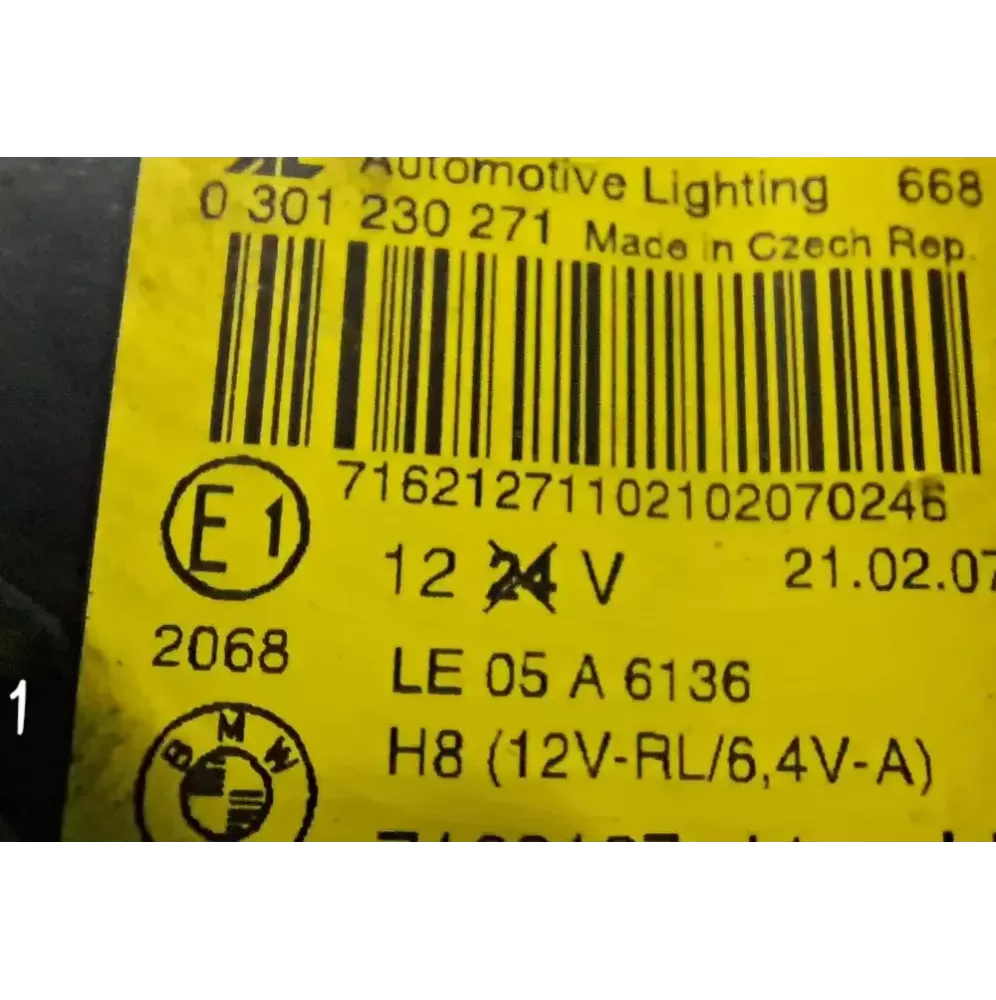 Automotive Lighting 668
0 301 230 271 Made in Czech Rep.
7162127110210207024​6
E1
12 24 V 21.02.07
2068
LE 05 A 6136
1
H8 (12V-RL/6,4V-A)
BMW